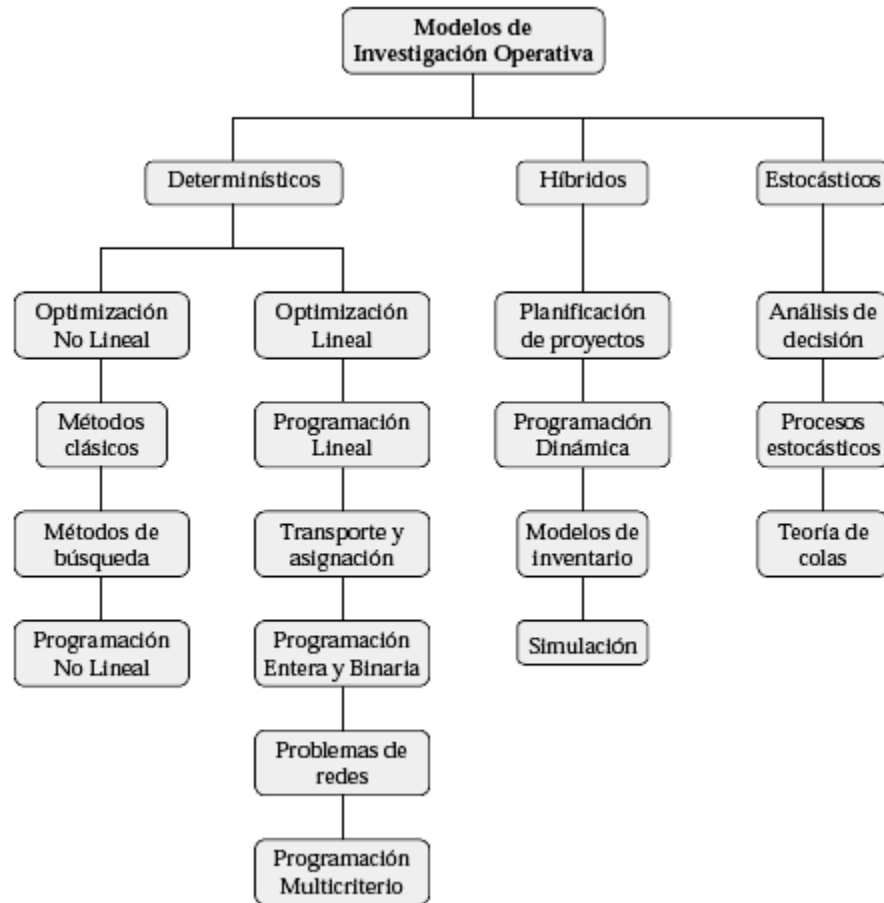 Modelos de
Investigación Operativa
Determinísticos
Híbridos
Estocásticos
Optimización
No Lineal
Optimización
Lineal
Planificación
de proyectos
Análisis de
decisión
Métodos
clásicos
Programación
Lineal
Programación
Dinámica
Procesos
estocásticos
Métodos de
búsqueda
Transporte y
asignación
Modelos de
inventario
Teoría de
colas
Programación
No Lineal
Programación
Entera y Binaria
Simulación
Problemas de
redes
Programación
Multicriterio